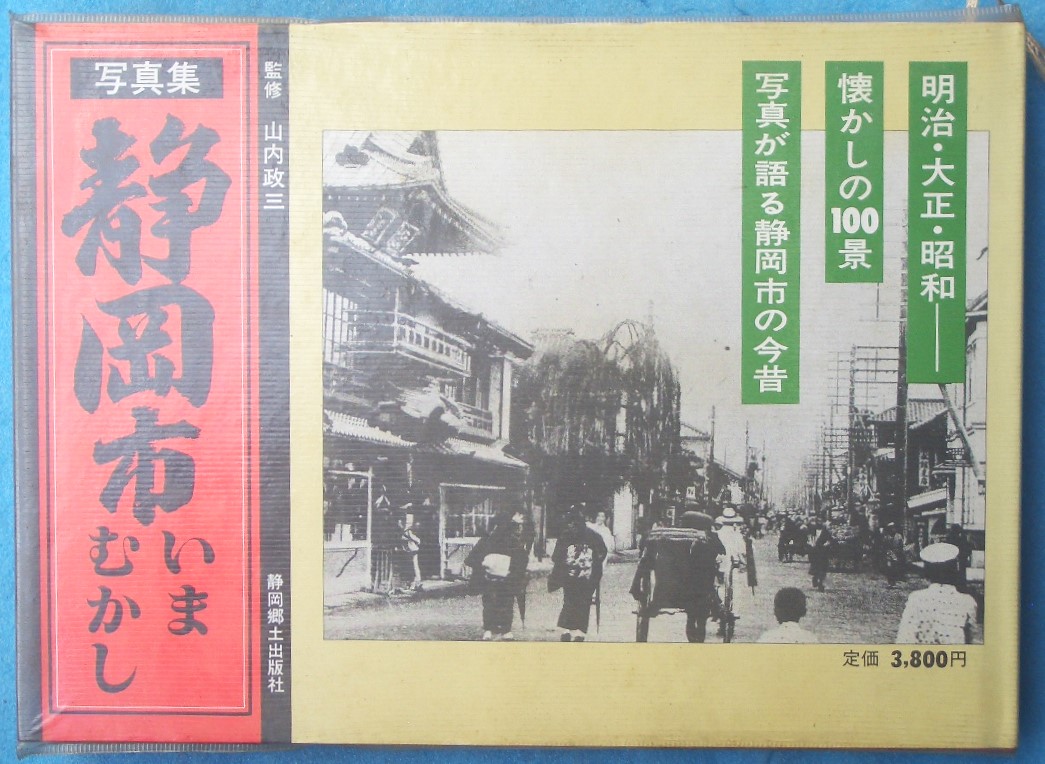 写真集
静岡市
いま
むかし
監修 山内政三
静岡郷土出版社
明治・大正・昭和──
懐かしの100景
写真が語る静岡市の今昔
定価 3,800円